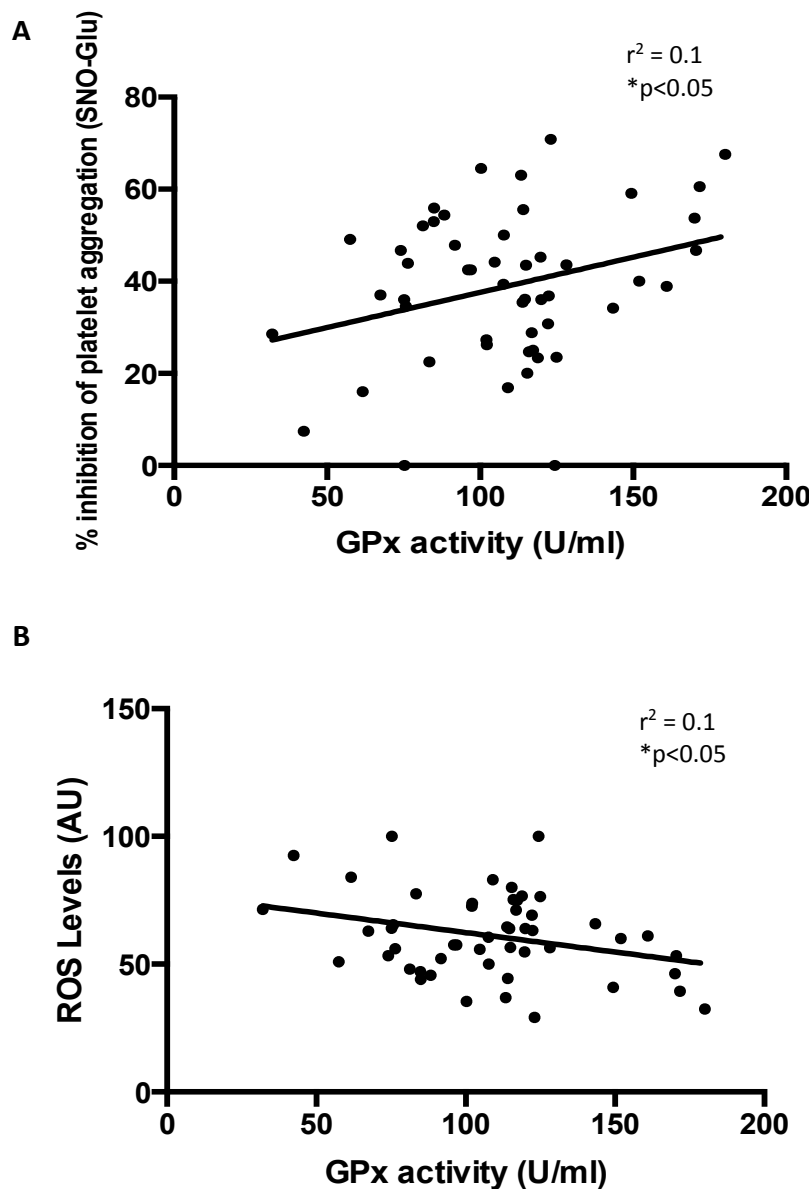 A
% inhibition of platelet aggregation (SNO-Glu)
r² = 0.1
*p<0.05
80
60
40
20
0
0 50 100 150 200
GPx activity (U/ml)
B
ROS Levels (AU)
r² = 0.1
*p<0.05
150
100
50
0
0 50 100 150 200
GPx activity (U/ml)